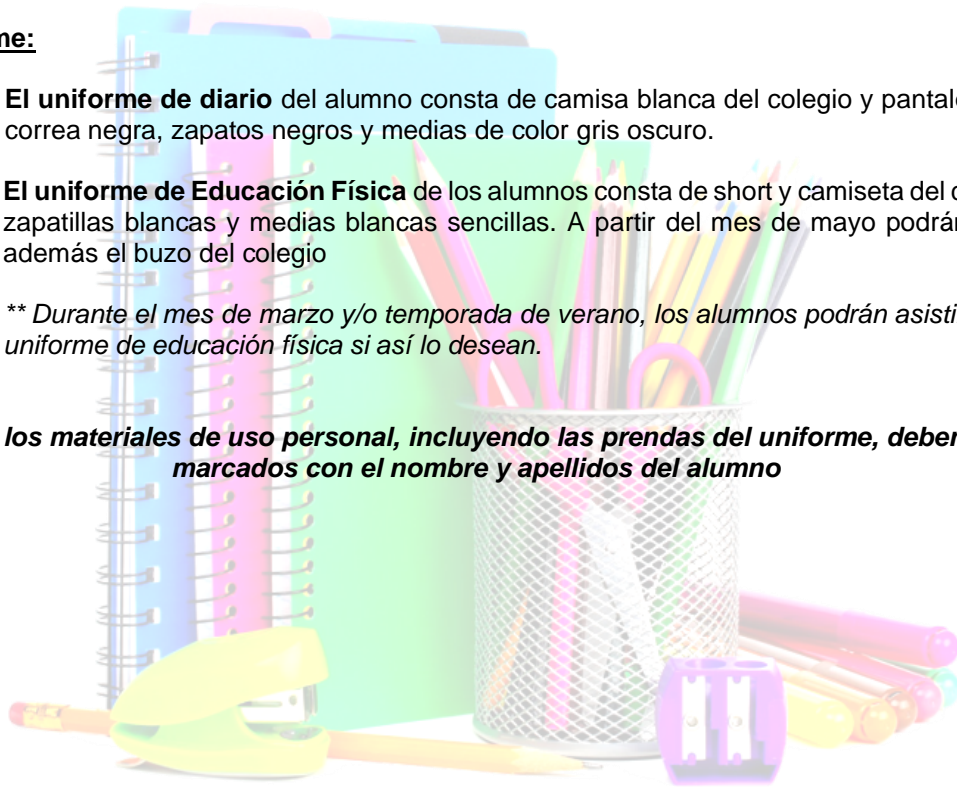 me:
El uniforme de diario del alumno consta de camisa blanca del colegio y
correa negra, zapatos negros y medias de color gris oscuro.
El uniforme de Educación Física de los alumnos consta de short y camiseta del
zapatillas blancas y medias blancas sencillas. A partir del mes de mayo podrán
además el buzo del colegio
** Durante el mes de marzo y/o temporada de verano, los alumnos podrán
uniforme de educación física si así lo desean.
los materiales de uso personal, incluyendo las prendas del uniforme,
marcados con el nombre y apellidos del alumno